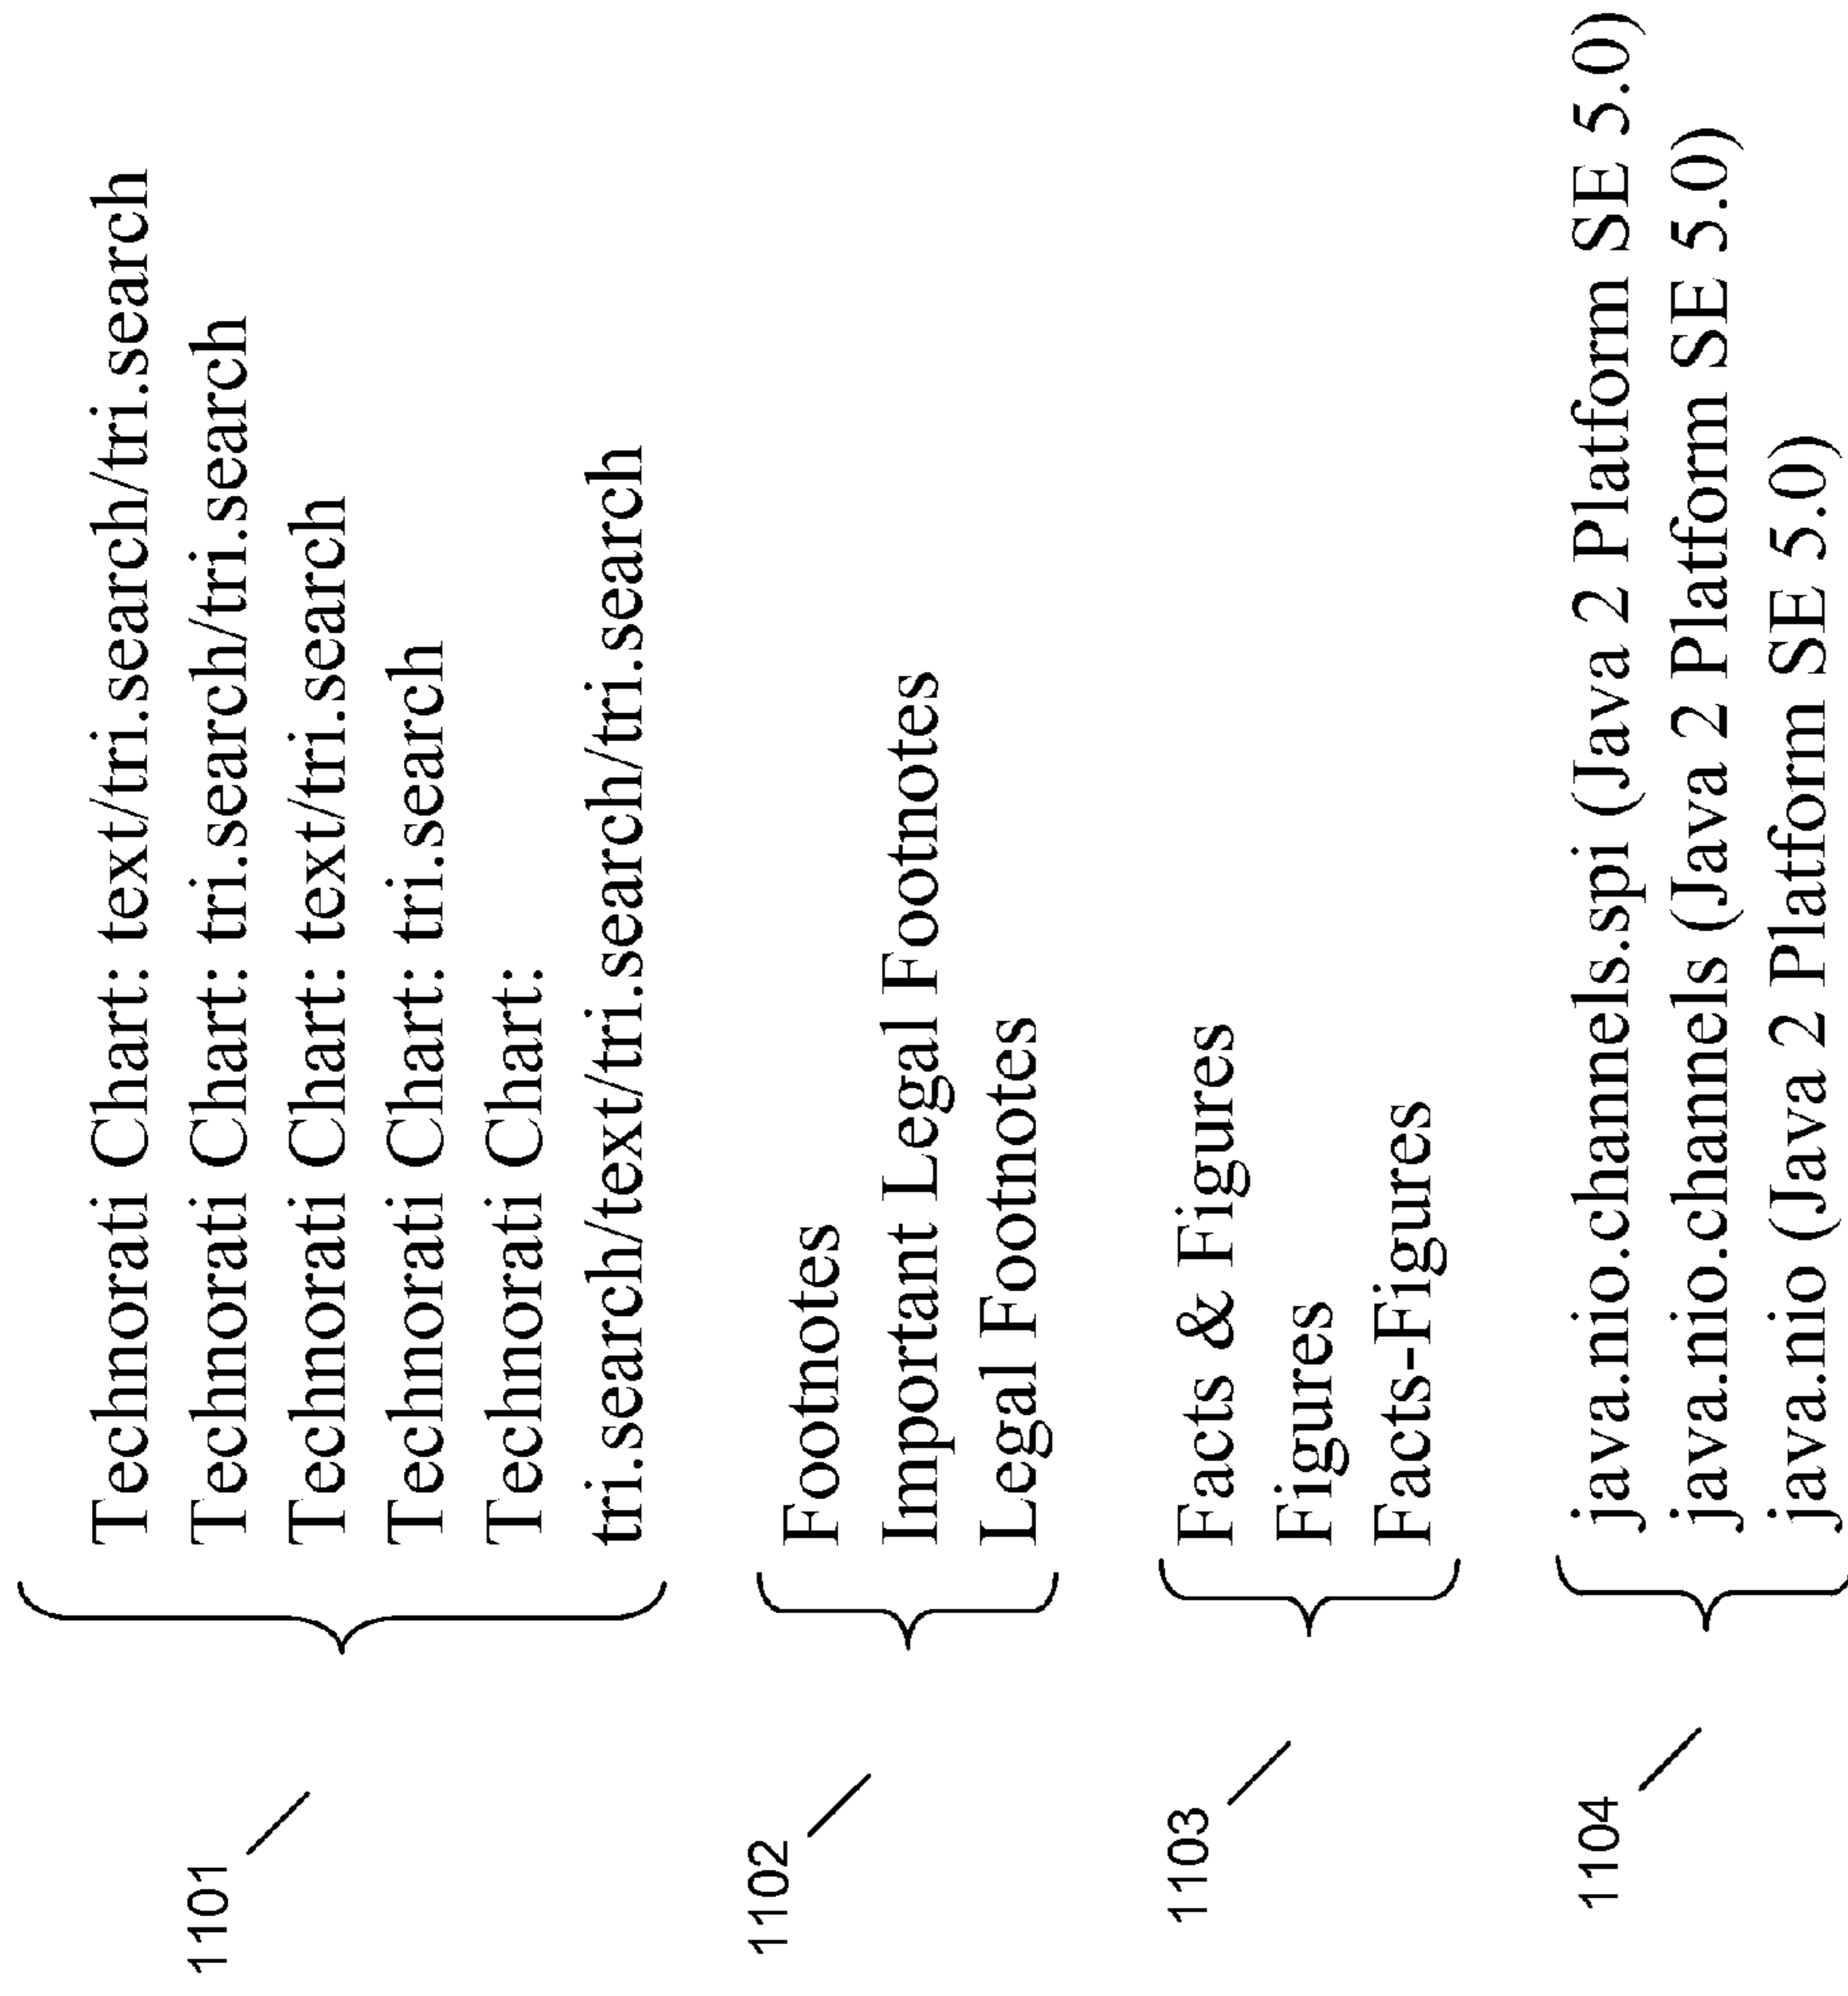 1101
Technorati Chart: text/tri.search/tri.search
Technorati Chart: tri.search/tri.search
Technorati Chart: text/tri.search
Technorati Chart: tri.search
Technorati Chart:
tri.search/text/tri.search/tri.search
1102
Footnotes
Important Legal Footnotes
Legal Footnotes
1103
Facts & Figures
Figures
Facts-Figures
1104
java.nio.channels.spi (Java 2 Platform SE 5.0)
java.nio.channels (Java 2 Platform SE 5.0)
java.nio (Java 2 Platform SE 5.0)